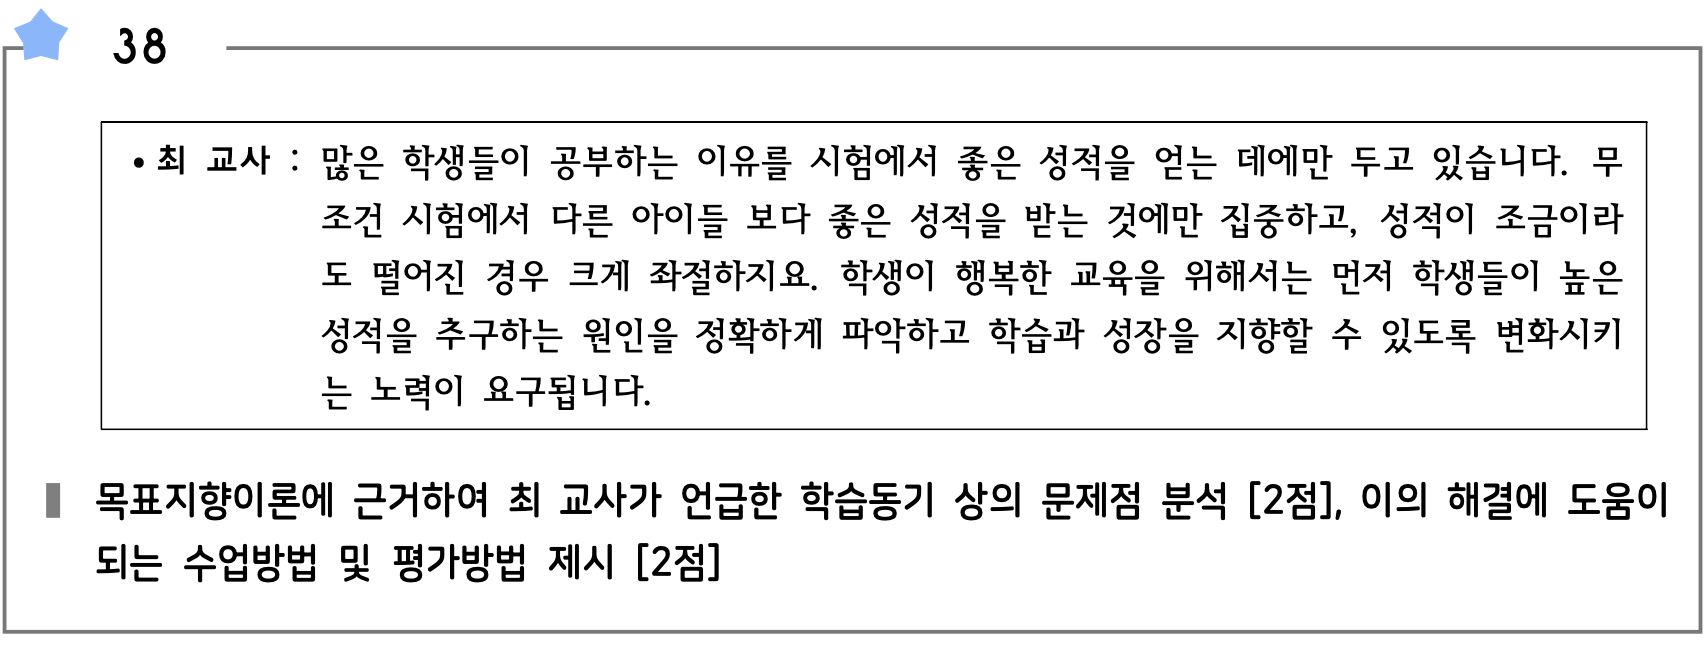 38
• 최 교사 : 많은 학생들이 공부하는 이유를 시험에서 좋은 성적을 얻는 데에만 두고 있습니다. 무
조건 시험에서 다른 아이들 보다 좋은 성적을 받는 것에만 집중하고, 성적이 조금이라
도 떨어진 경우 크게 좌절하지요. 학생이 행복한 교육을 위해서는 먼저 학생들이 높은
성적을 추구하는 원인을 정확하게 파악하고 학습과 성장을 지향할 수 있도록 변화시키
는 노력이 요구됩니다.
목표지향이론에 근거하여 최 교사가 언급한 학습동기 상의 문제점 분석 [2점], 이의 해결에 도움이
되는 수업방법 및 평가방법 제시 [2점]